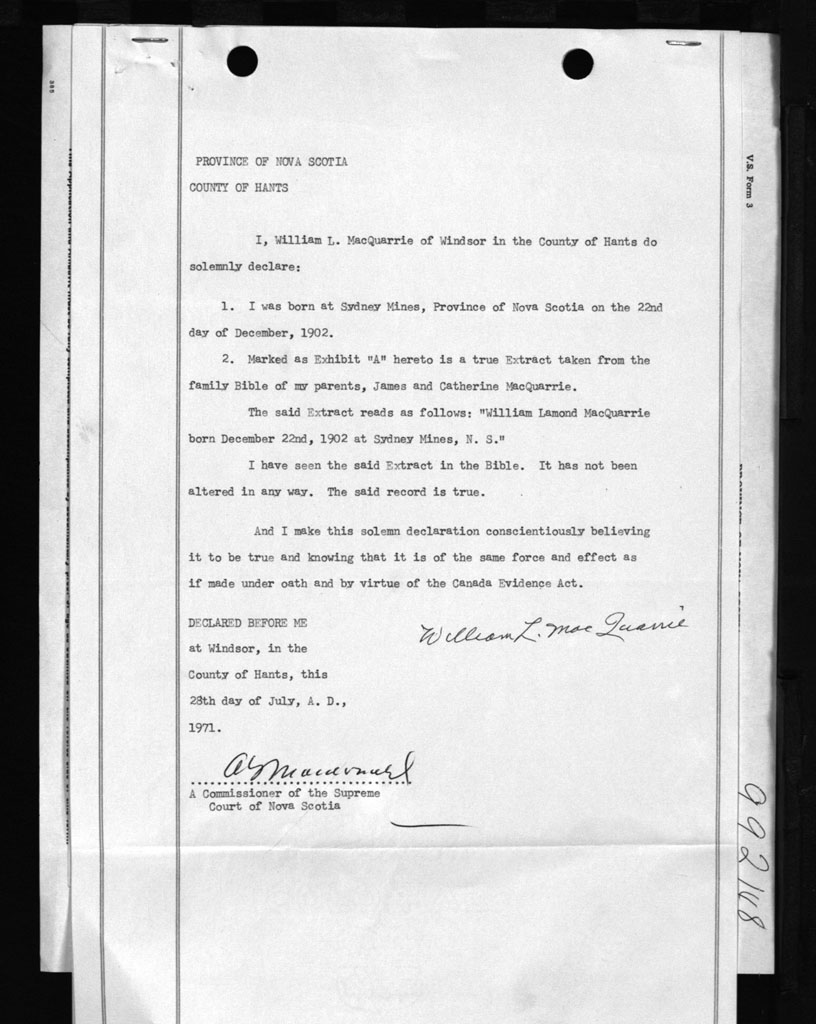 PROVINCE OF NOVA SCOTIA
COUNTY OF HANTS
I, William L. MacQuarrie of Windsor in the County of Hants do
solemnly declare:
1. I was born at Sydney Mines, Province of Nova Scotia on the 22nd
day of December, 1902.
2. Marked as Exhibit "A" hereto is a true Extract taken from the
family Bible of my parents, James and Catherine MacQuarrie.
The said Extract reads as follows: "William Lamond MacQuarrie
born December 22nd, 1902 at Sydney Mines, N. S."
I have seen the said Extract in the Bible. It has not been
altered in any way. The said record is true.
And I make this solemn declaration conscientiously believing
it to be true and knowing that it is of the same force and effect as
if made under oath and by virtue of the Canada Evidence Act.
DECLARED BEFORE ME
at Windsor, in the
County of Hants, this
28th day of July, A. D.,
1971.
William L. MacQuarrie
Macdonald
A Commissioner of the Supreme
Court of Nova Scotia
V.S. Form 3
992148